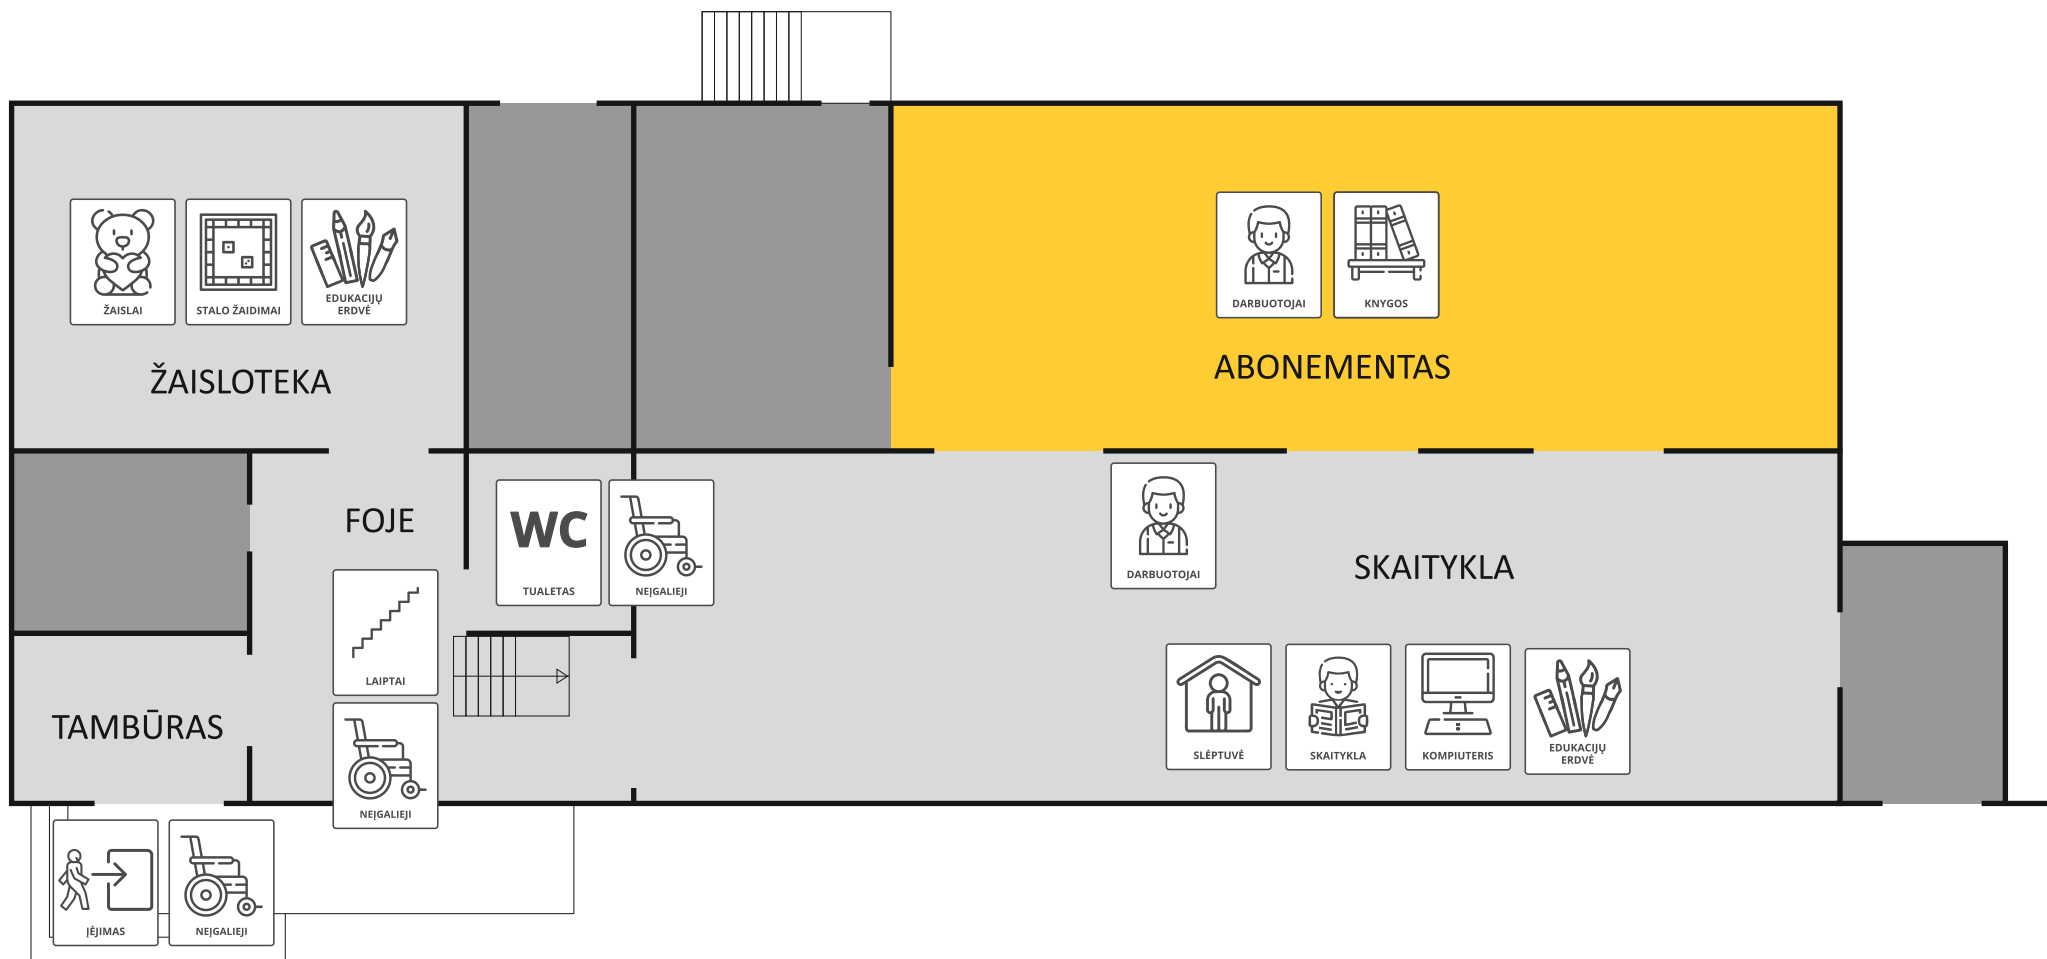 ŽAISLAI
STALO ŽAIDIMAI
EDUKACIJŲ
ERDVĖ
ŽAISLOTEKA
DARBUOTOJAI
KNYGOS
ABONEMENTAS
FOJE
WC
TUALETAS
NEĮGALIEJI
DARBUOTOJAI
SKAITYKLA
LAIPTAI
TAMBŪRAS
NEĮGALIEJI
SLĖPTUVĖ
SKAITYKLA
KOMPIUTERIS
EDUKACIJŲ
ERDVĖ
ĮĖJIMAS
NEĮGALIEJI